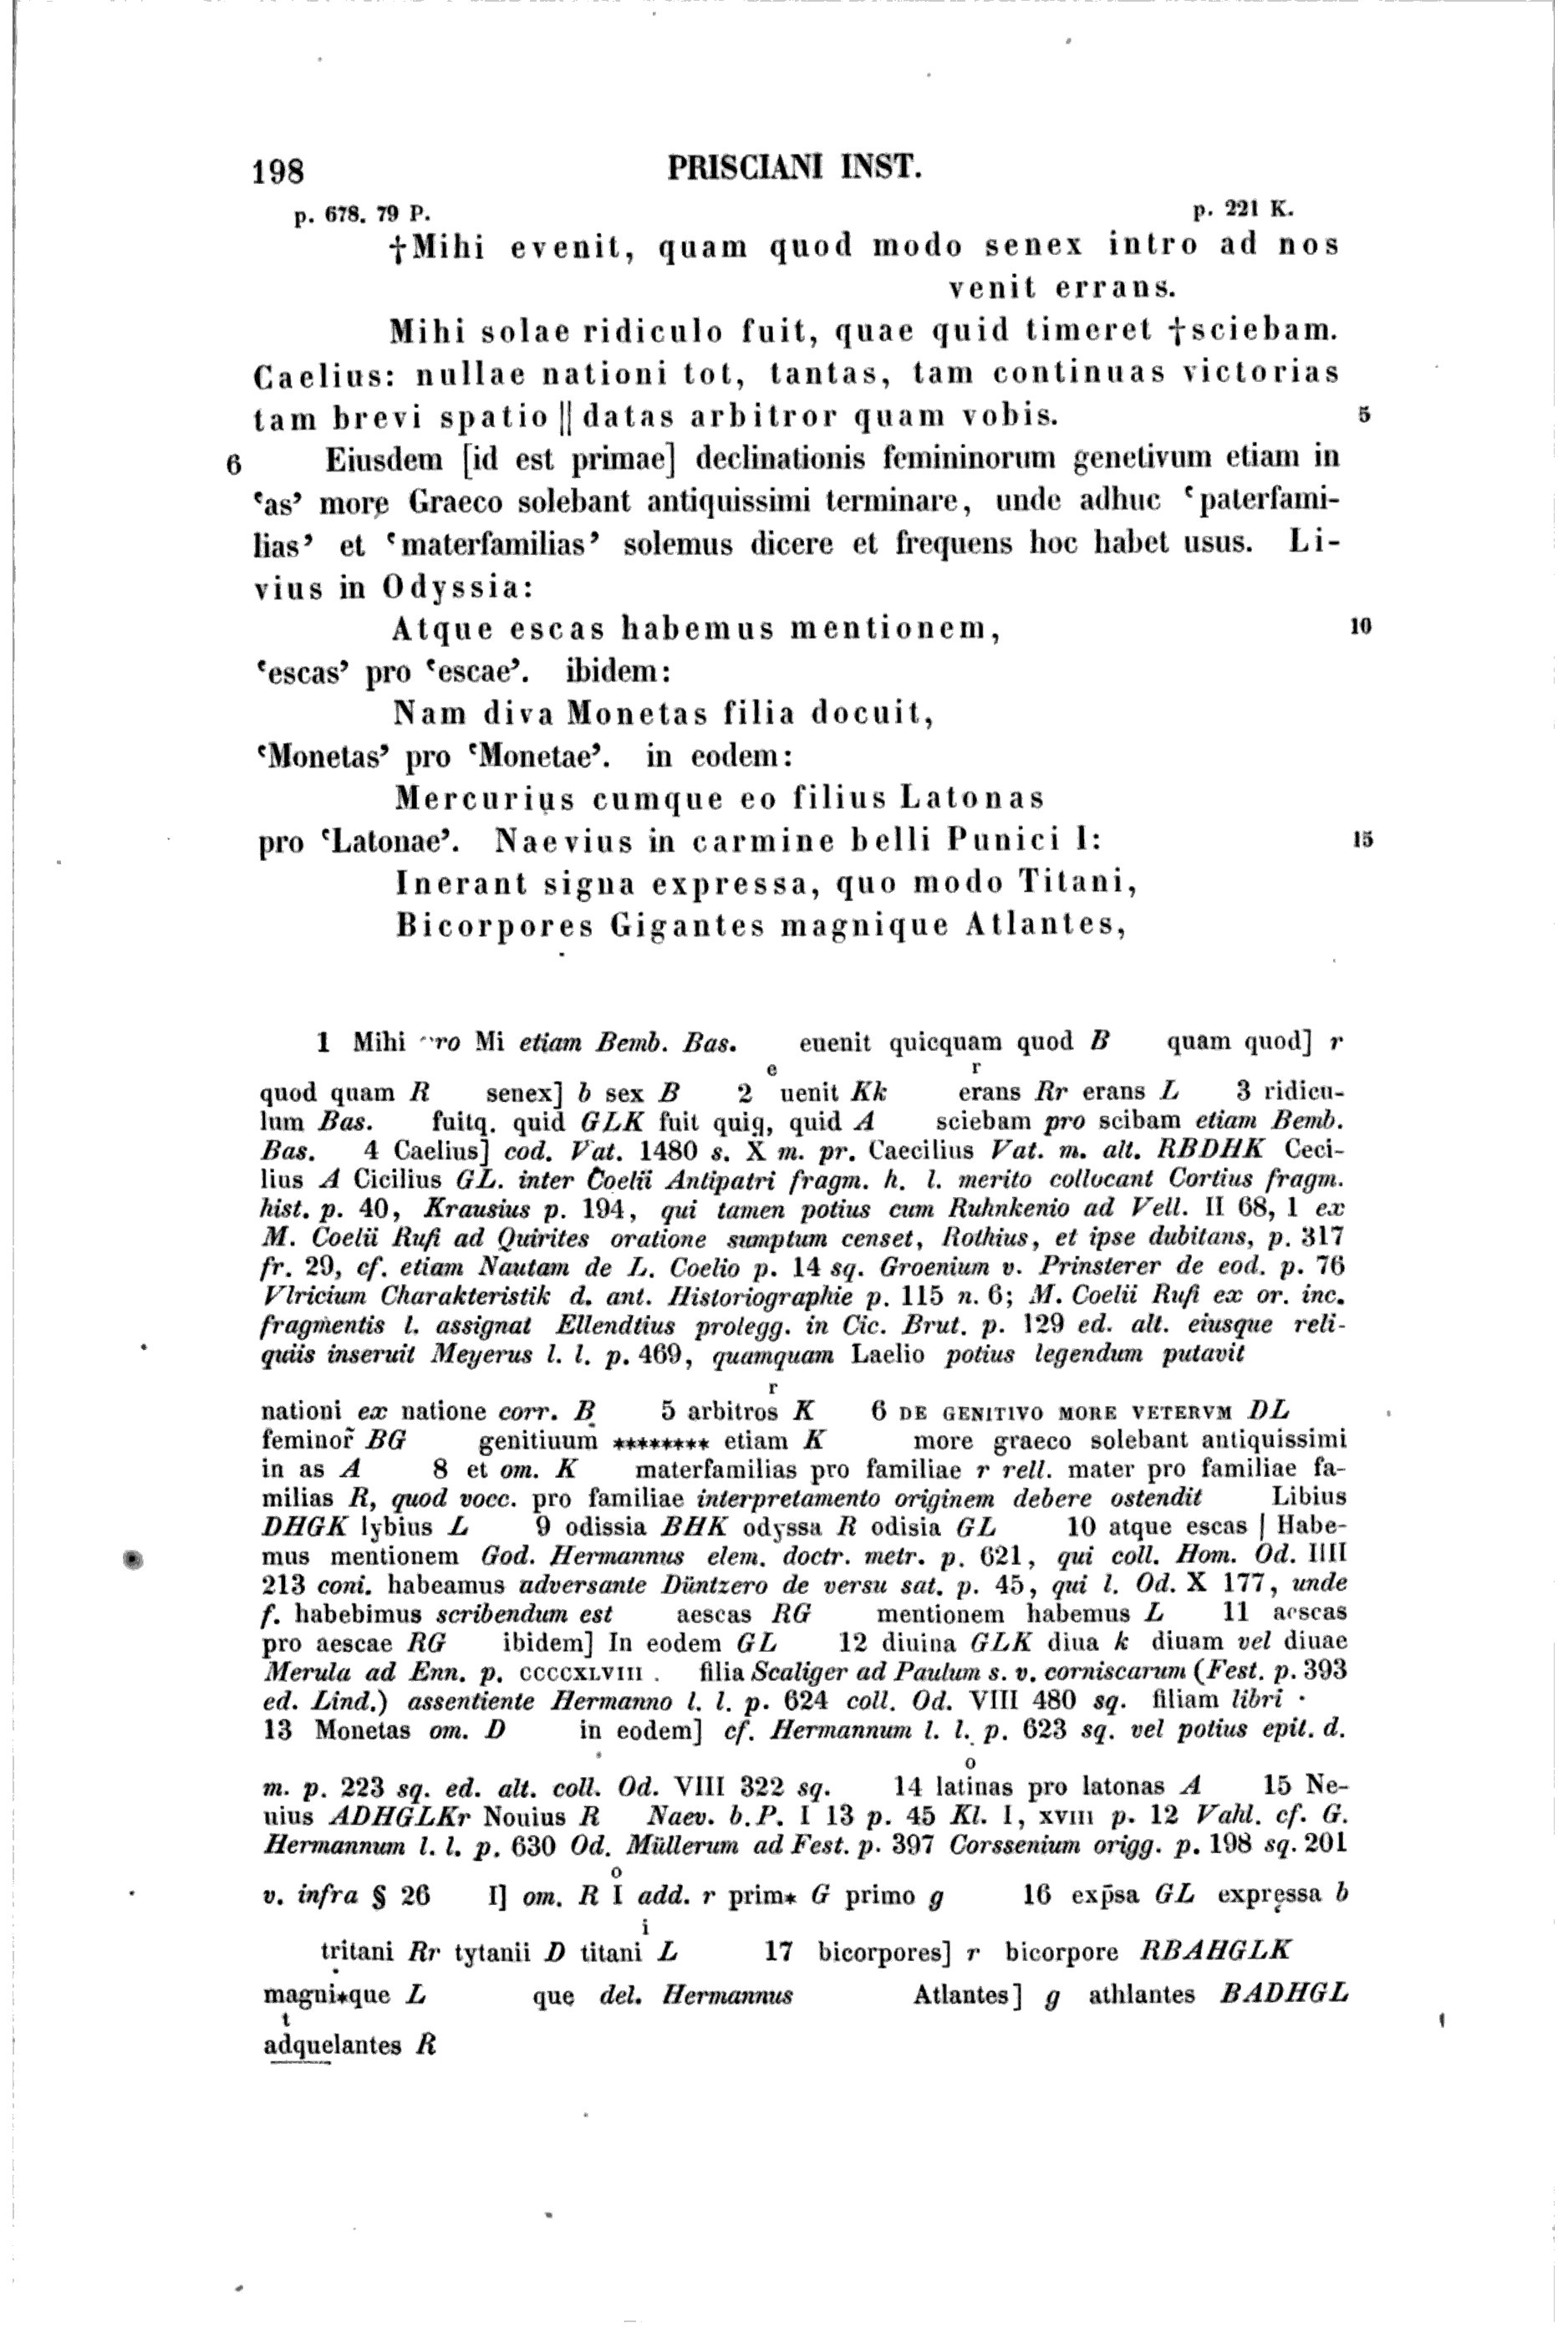 198 PRISCIANI INST.
p. 678. 79 P. p. 221 K.
†Mihi evenit, quam quod modo senex intro ad nos
venit errans.
Mihi solae ridiculo fuit, quae quid timeret †sciebam.
Caelius: nullae nationi tot, tantas, tam continuas victorias
tam brevi spatio || datas arbitror quam vobis. 5
6 Eiusdem [id est primae] declinationis femininorum genetivum etiam in
‘as’ more Graeco solebant antiquissimi terminare, unde adhuc ‘paterfami-
lias’ et ‘materfamilias’ solemus dicere et frequens hoc habet usus. Li-
vius in Odyssia:
Atque escas habemus mentionem, 10
‘escas’ pro ‘escae’. ibidem:
Nam diva Monetas filia docuit,
‘Monetas’ pro ‘Monetae’. in eodem:
Mercurius cumque eo filius Latonas
pro ‘Latonae’. Naevius in carmine belli Punici I: 15
Inerant signa expressa, quo modo Titani,
Bicorpores Gigantes magnique Atlantes,
1 Mihi pro Mi etiam Bemb. Bas. euenit quicquam quod B quam quod] r
e r
quod quam R senex] b sex B 2 uenit Kk erans Rr erans L 3 ridicu-
lum Bas. fuitq. quid GLK fuit quiq, quid A sciebam pro scibam etiam Bemb.
Bas. 4 Caelius] cod. Vat. 1480 s. X m. pr. Caecilius Vat. m. alt. RBDHK Ceci-
lius A Cicilius GL. inter Coelii Antipatri fragm. h. l. merito collocant Cortius fragm.
hist. p. 40, Krausius p. 194, qui tamen potius cum Ruhnkenio ad Vell. II 68, 1 ex
M. Coelii Rufi ad Quirites oratione sumptum censet, Rothius, et ipse dubitans, p. 317
fr. 29, cf. etiam Nautam de L. Coelio p. 14 sq. Groenium v. Prinsterer de eod. p. 76
Vlricium Charakteristik d. ant. Historiographie p. 115 n. 6; M. Coelii Rufi ex or. inc.
fragmentis l. assignat Ellendtius prolegg. in Cic. Brut. p. 129 ed. alt. eiusque reli-
quiis inseruit Meyerus l. l. p. 469, quamquam Laelio potius legendum putavit
r
nationi ex natione corr. B 5 arbitros K 6 DE GENITIVO MORE VETERVM DL
feminor̃ BG genitiuum ******** etiam K more graeco solebant antiquissimi
in as A 8 et om. K materfamilias pro familiae r rell. mater pro familiae fa-
milias R, quod vocc. pro familiae interpretamento originem debere ostendit Libius
DHGK lybius L 9 odissia BHK odyssa R odisia GL 10 atque escas | Habe-
mus mentionem God. Hermannus elem. doctr. metr. p. 621, qui coll. Hom. Od. IIII
213 coni. habeamus adversante Düntzero de versu sat. p. 45, qui l. Od. X 177, unde
f. habebimus scribendum est aescas RG mentionem habemus L 11 aescas
pro aescae RG ibidem] In eodem GL 12 diuina GLK diua k diuam vel diuae
Merula ad Enn. p. CCCCXLVIII. filia Scaliger ad Paulum s. v. corniscarum (Fest. p. 393
ed. Lind.) assentiente Hermanno l. l. p. 624 coll. Od. VIII 480 sq. filiam libri
13 Monetas om. D in eodem] cf. Hermannum l. l. p. 623 sq. vel potius epit. d.
o
m. p. 223 sq. ed. alt. coll. Od. VIII 322 sq. 14 latinas pro latonas A 15 Ne-
uius ADHGLKr Nouius R Naev. b. P. I 13 p. 45 Kl. I, XVIII p. 12 Vahl. cf. G.
Hermannum l. l. p. 630 Od. Müllerum ad Fest. p. 397 Corssenium origg. p. 198 sq. 201
o
v. infra § 26 I] om. R I add. r prim* G primo g 16 exp̄sa GL expręssa b
i
tṛitani Rr tytanii D titani L 17 bicorpores] r bicorpore RBAHGLK
magni*que L que del. Hermannus Atlantes] g athlantes BADHGL
t
adquelantes R